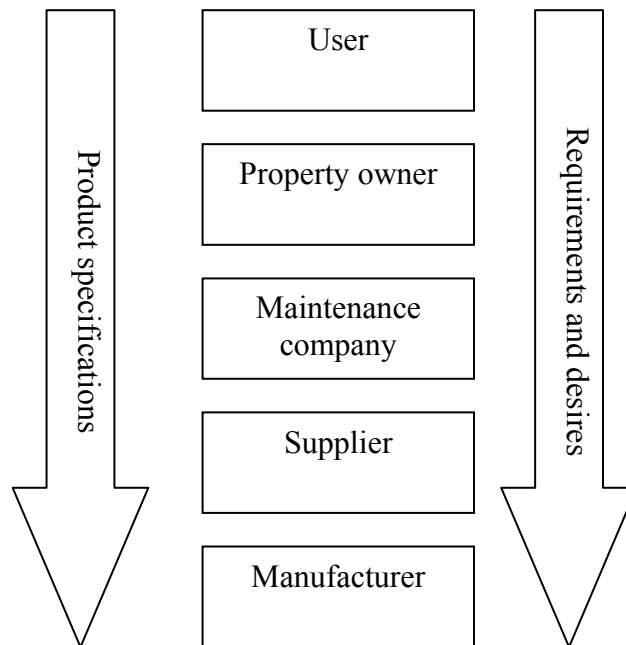 User
Property owner
Maintenance
company
Supplier
Manufacturer
Product specifications
Requirements and desires